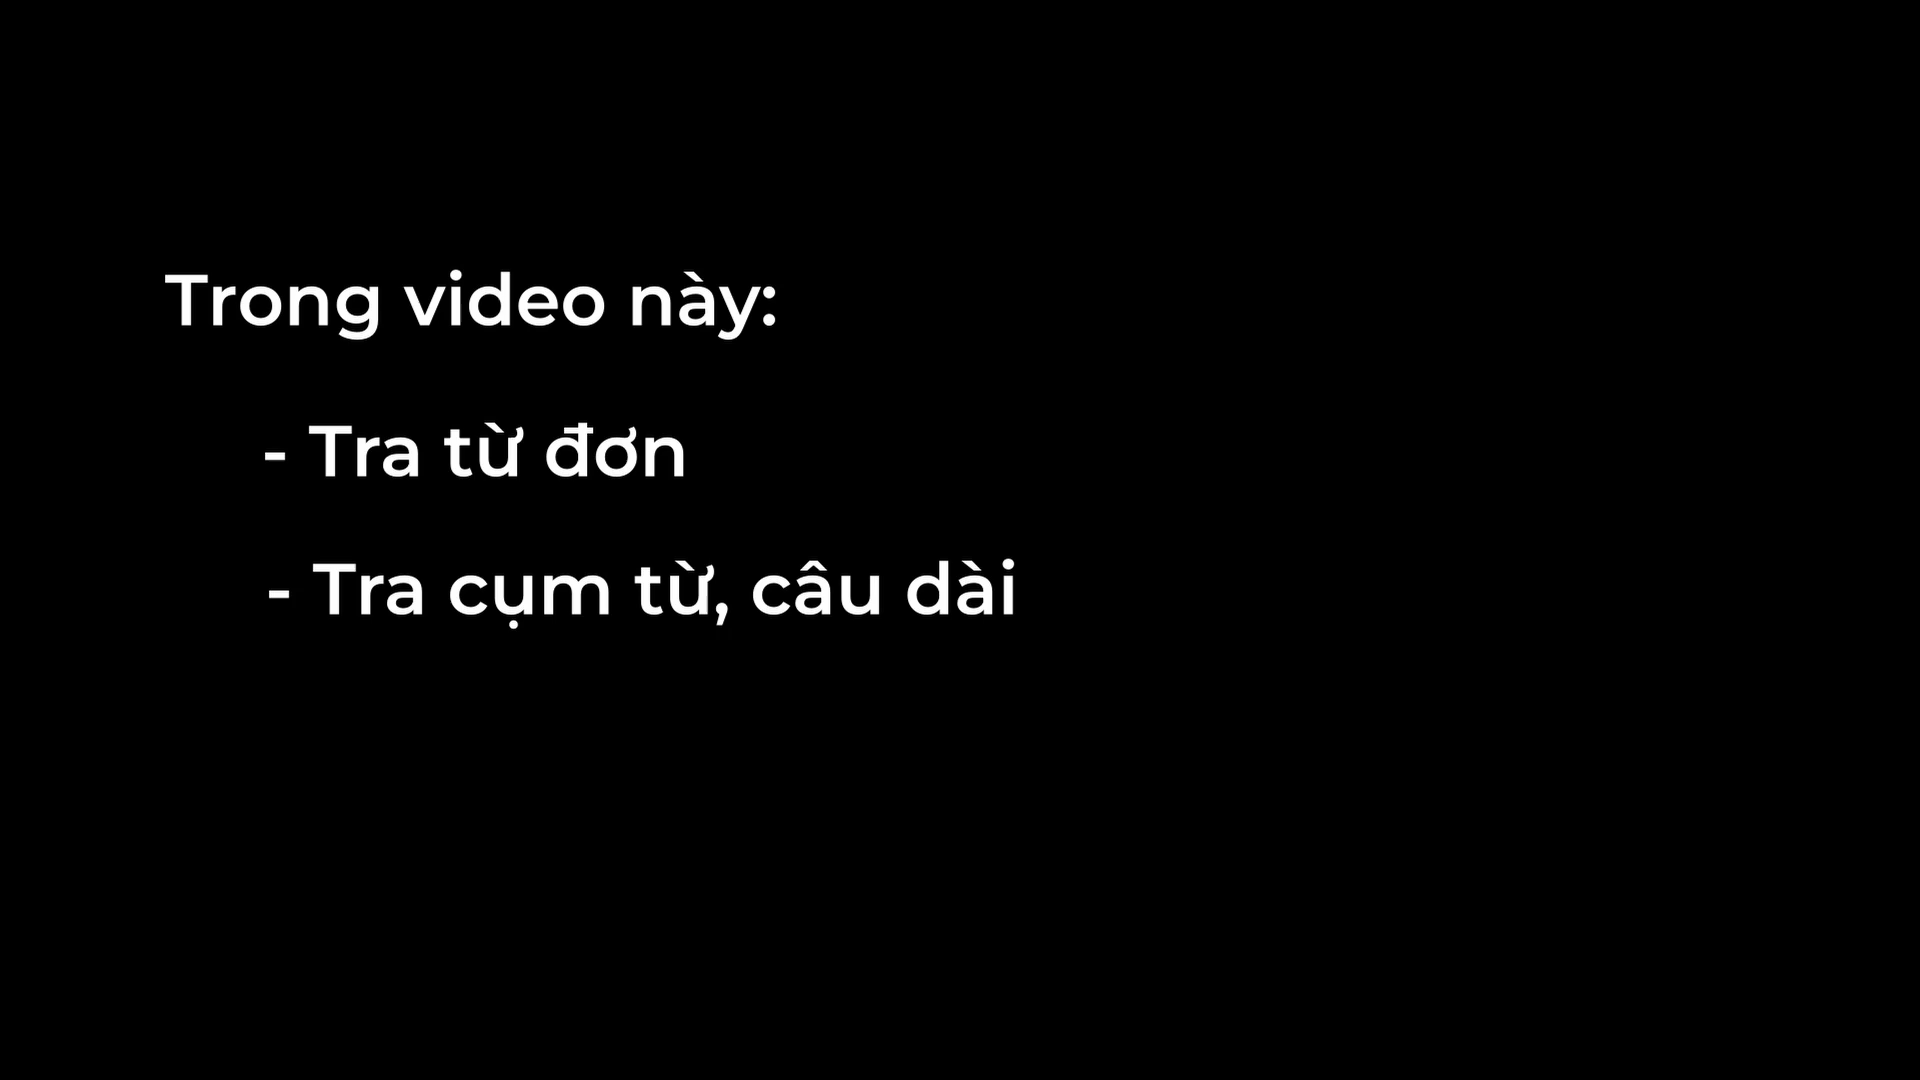 Trong video này:
- Tra từ đơn
- Tra cụm từ, câu dài